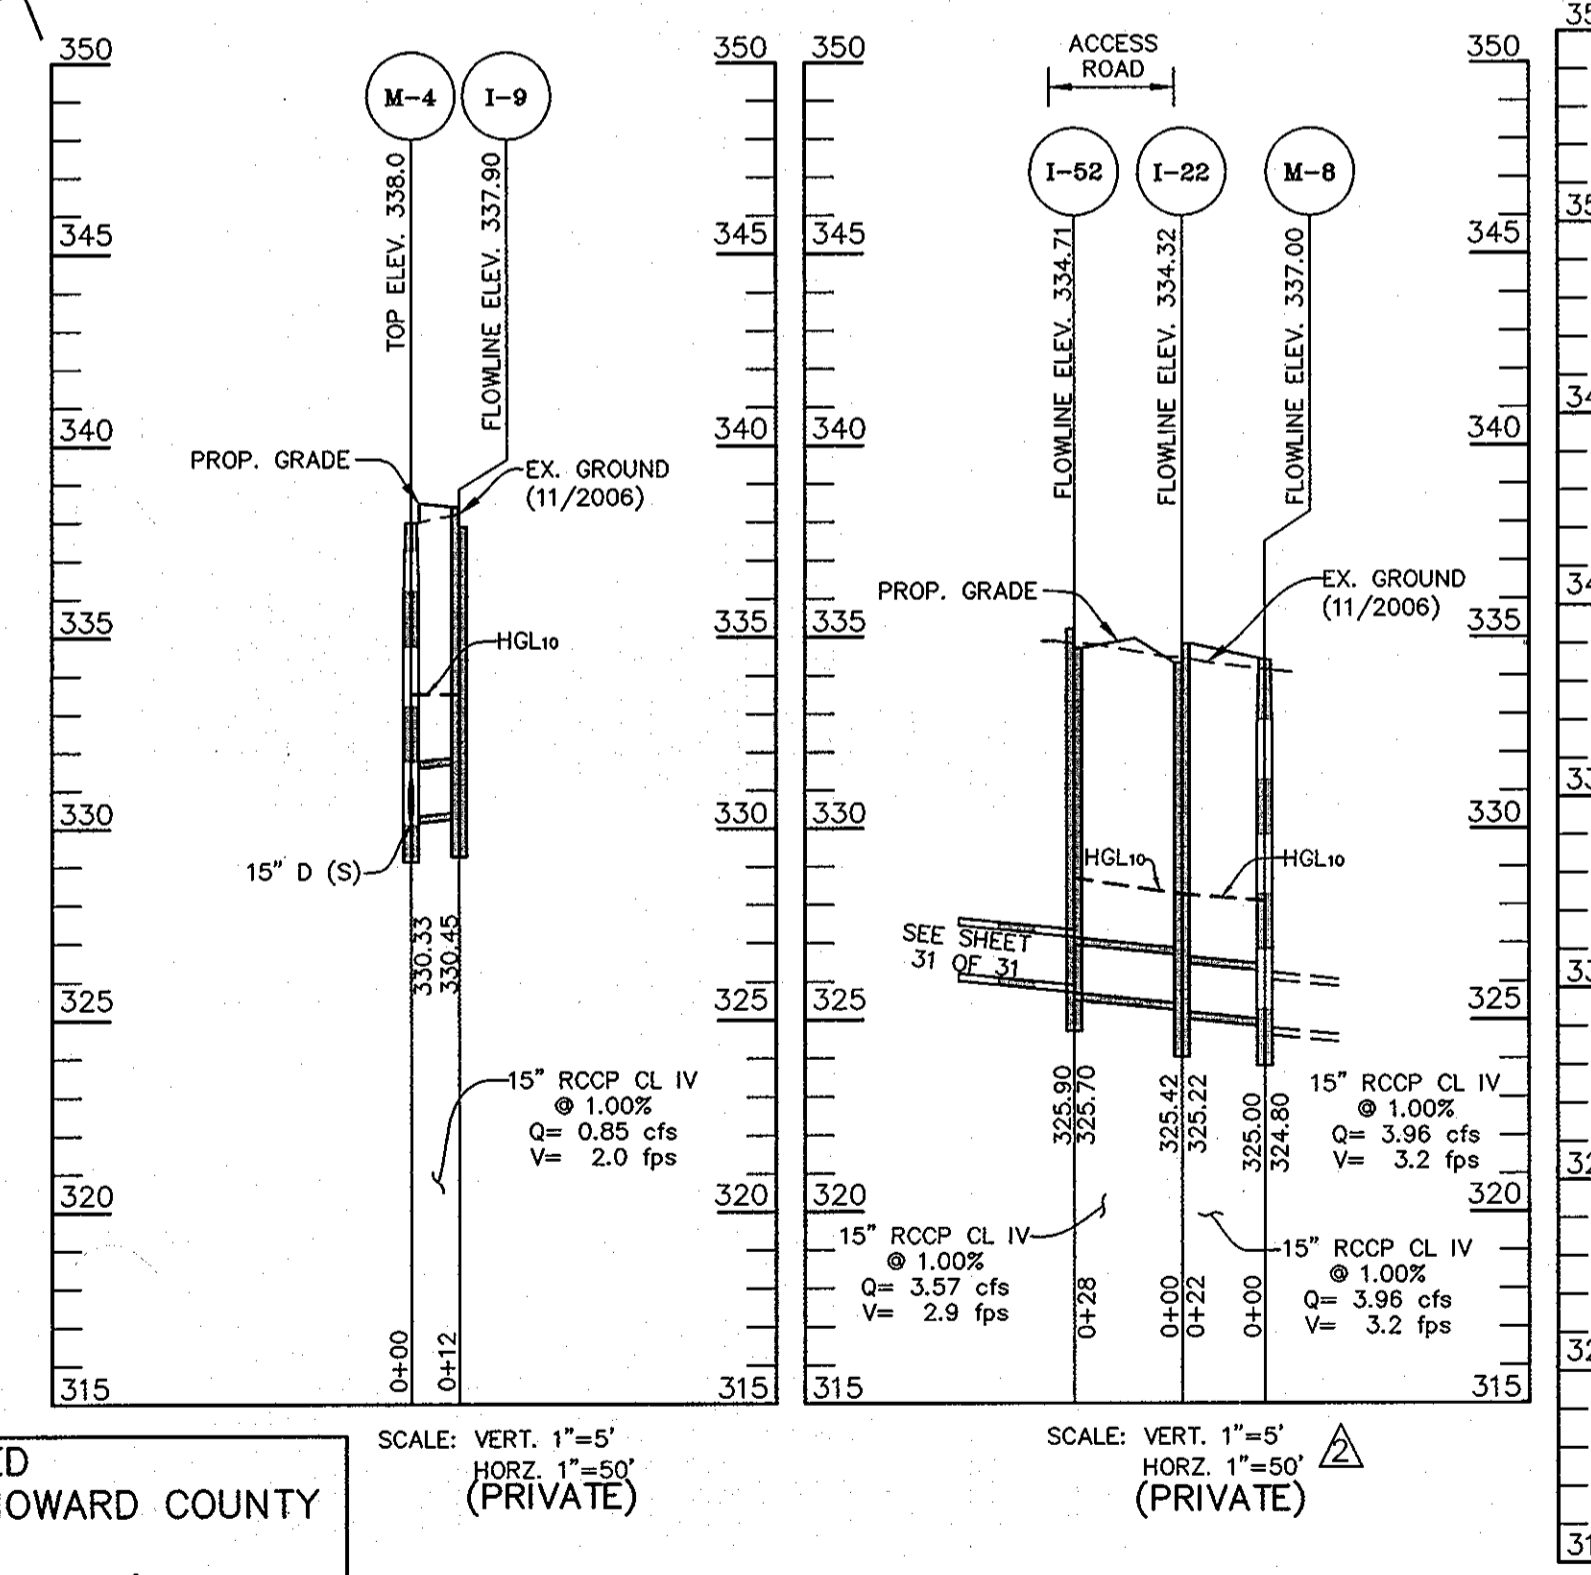 350
345
340
335
330
325
320
315
M-4
I-9
TOP ELEV. 338.0
FLOWLINE ELEV. 337.90
PROP. GRADE
EX. GROUND
(11/2006)
HGL10
15" D (S)
330.33
330.45
15" RCCP CL IV
@ 1.00%
Q= 0.85 cfs
V= 2.0 fps
0+00
0+12
350
345
340
335
330
325
320
315
SCALE: VERT. 1"=5'
HORZ. 1"=50'
(PRIVATE)
350
345
340
335
330
325
320
315
ACCESS
ROAD
I-52
I-22
M-8
FLOWLINE ELEV. 334.71
FLOWLINE ELEV. 334.32
FLOWLINE ELEV. 337.00
PROP. GRADE
EX. GROUND
(11/2006)
HGL10
HGL10
SEE SHEET
31 OF 31
325.90
325.70
325.42
325.22
325.00
324.80
15" RCCP CL IV
@ 1.00%
Q= 3.96 cfs
V= 3.2 fps
15" RCCP CL IV
@ 1.00%
Q= 3.57 cfs
V= 2.9 fps
15" RCCP CL IV
@ 1.00%
Q= 3.96 cfs
V= 3.2 fps
0+28
0+00
0+22
0+00
350
345
340
335
330
325
320
315
SCALE: VERT. 1"=5'
HORZ. 1"=50'
2
(PRIVATE)
ED
HOWARD COUNTY